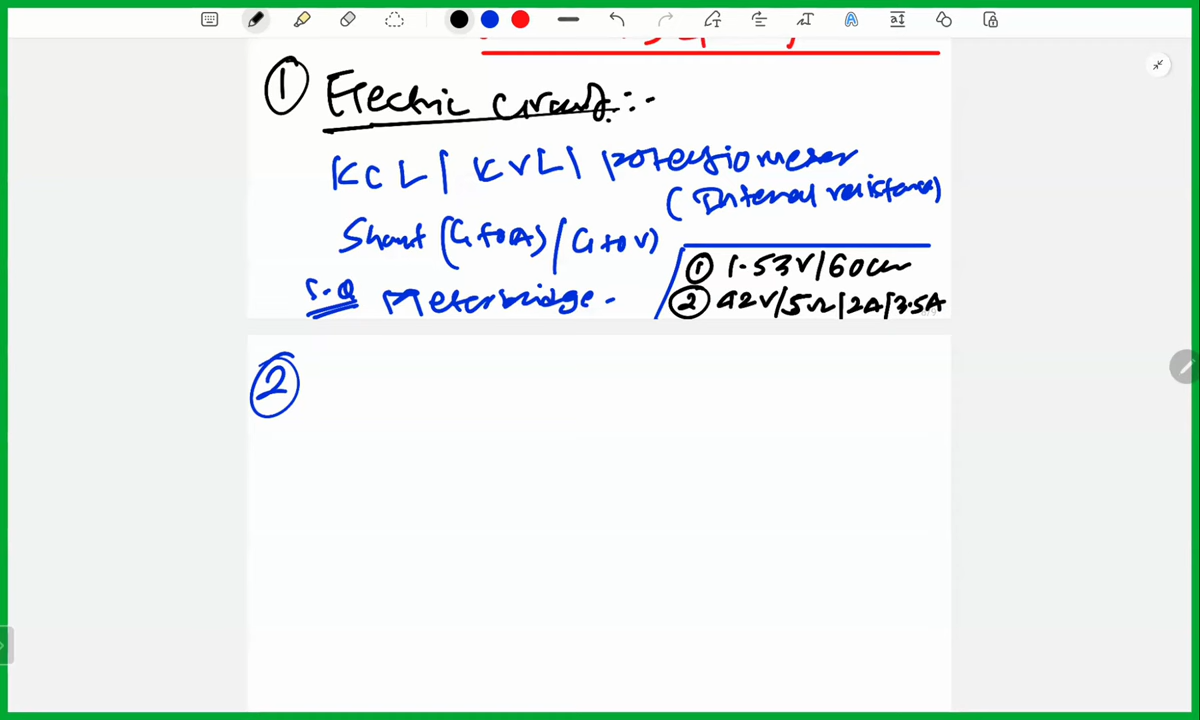 ① Electric circuit :-
KCL | KVL | potentiometer
(Internal resistance)
Shunt (G to A) / (G to V)
S.Q Meterbridge.
① 1.53V/60cm
② 42V/5Ω/2A/3.5A
②